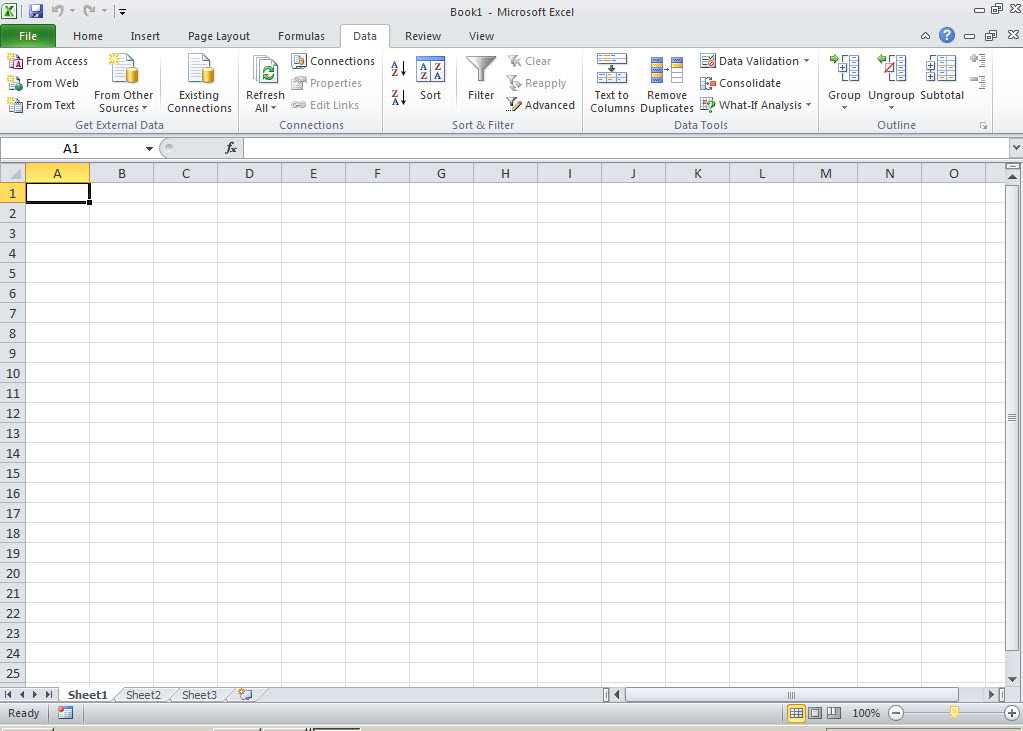 Book1 - Microsoft Excel
File Home Insert Page Layout Formulas Data Review View
From Access
From Web
From Text
From Other Sources
Existing Connections
Get External Data
Refresh All
Connections
Properties
Edit Links
Connections
A Z
Z A
A Z Z A
Sort
Filter
Clear
Reapply
Advanced
Sort & Filter
Text to Columns
Remove Duplicates
Data Validation
Consolidate
What-If Analysis
Data Tools
Group
Ungroup
Subtotal
Outline
A1 fx
A B C D E F G H I J K L M N O
1
2
3
4
5
6
7
8
9
10
11
12
13
14
15
16
17
18
19
20
21
22
23
24
25
Sheet1 Sheet2 Sheet3
Ready 100%